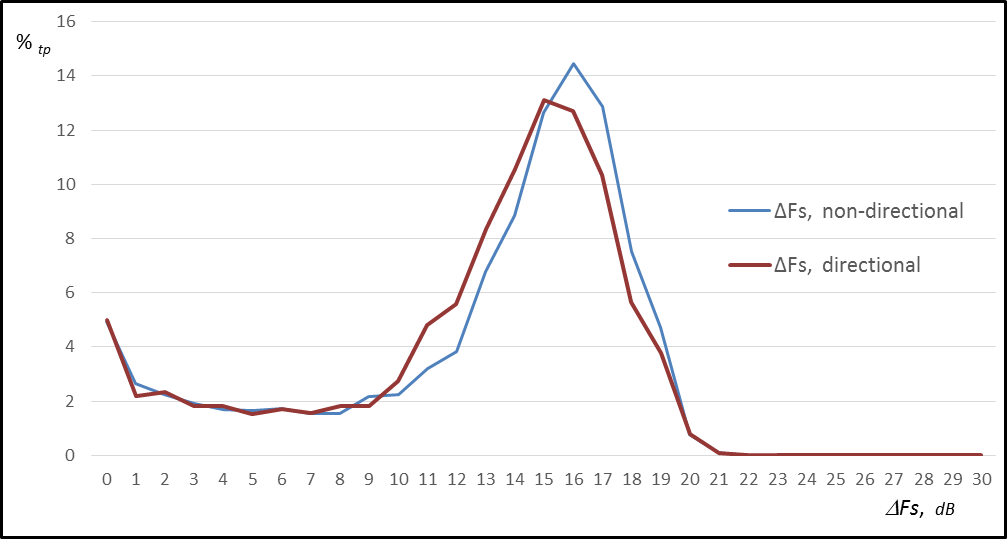 16
% tp
14
12
10
8
6
4
2
0
ΔFs, non-directional
ΔFs, directional
0 1 2 3 4 5 6 7 8 9 10 11 12 13 14 15 16 17 18 19 20 21 22 23 24 25 26 27 28 29 30
ΔFs, dB